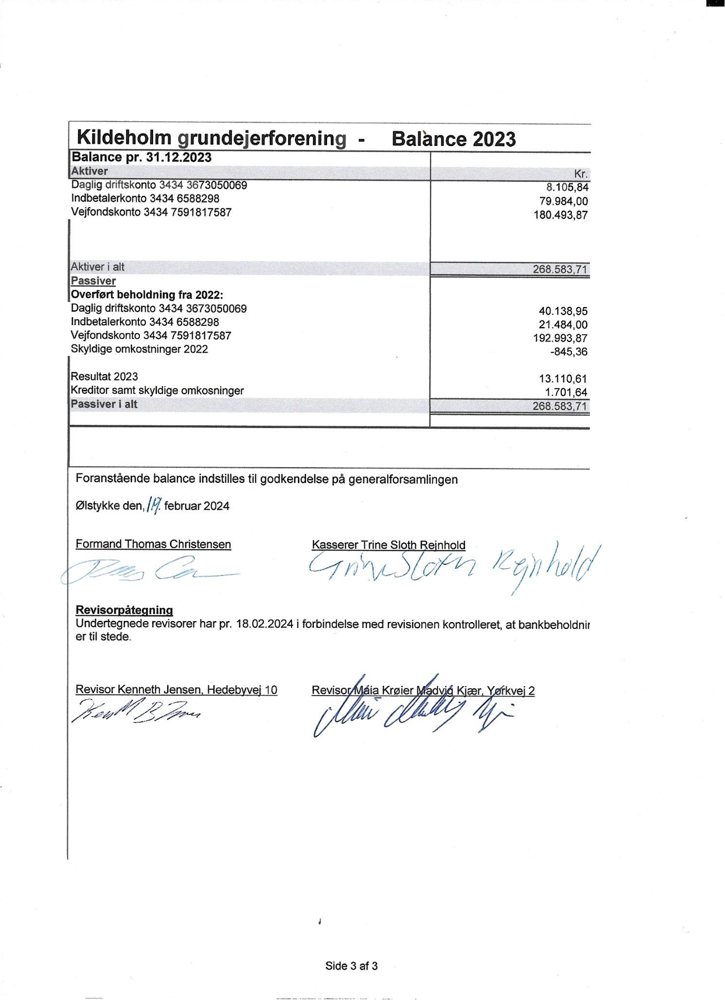 Kildeholm grundejerforening - Balance 2023
Balance pr. 31.12.2023
Aktiver Kr.
Daglig driftskonto 3434 3673050069 8.105,84
Indbetalerkonto 3434 6588298 79.984,00
Vejfondskonto 3434 7591817587 180.493,87
Aktiver i alt 268.583,71
Passiver
Overført beholdning fra 2022:
Daglig driftskonto 3434 3673050069 40.138,95
Indbetalerkonto 3434 6588298 21.484,00
Vejfondskonto 3434 7591817587 192.993,87
Skyldige omkostninger 2022 -845,36
Resultat 2023 13.110,61
Kreditor samt skyldige omkosninger 1.701,64
Passiver i alt 268.583,71
Foranstående balance indstilles til godkendelse på generalforsamlingen
Ølstykke den, 19. februar 2024
Formand Thomas Christensen Kasserer Trine Sloth Rejnhold
Trine Sloth Rejnhold
Revisorpåtegning
Undertegnede revisorer har pr. 18.02.2024 i forbindelse med revisionen kontrolleret, at bankbeholdnir
er til stede.
Revisor Kenneth Jensen, Hedebyvej 10 Revisor Maia Krøier Madvig Kjær, Yorkvej 2
Side 3 af 3